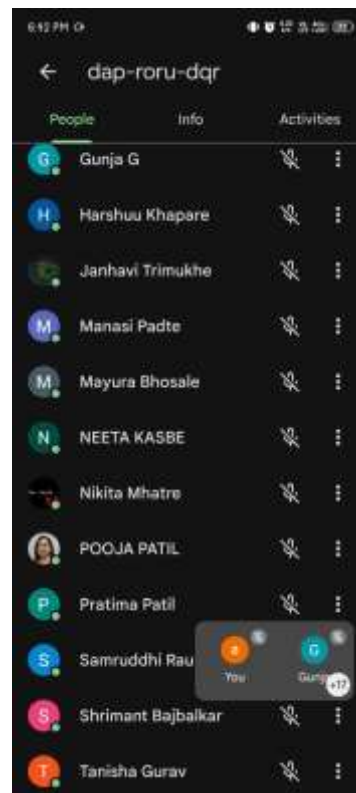 6:42 PM
dap-roru-dqr
People Info Activities
G Gunja G
H Harshuu Khapare
Janhavi Trimukhe
M Manasi Padte
M Mayura Bhosale
N NEETA KASBE
Nikita Mhatre
POOJA PATIL
P Pratima Patil
S Samruddhi Rau
a G
You Gunj
+17
S Shrimant Bajbalkar
T Tanisha Gurav